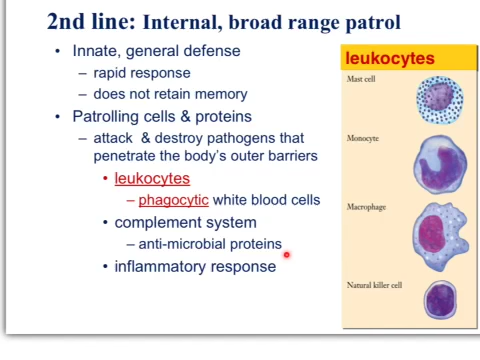 2nd line: Internal, broad range patrol
• Innate, general defense
– rapid response
– does not retain memory
• Patrolling cells & proteins
– attack & destroy pathogens that
penetrate the body's outer barriers
• leukocytes
– phagocytic white blood cells
• complement system
– anti-microbial proteins
• inflammatory response
leukocytes
Mast cell
Monocyte
Macrophage
Natural killer cell